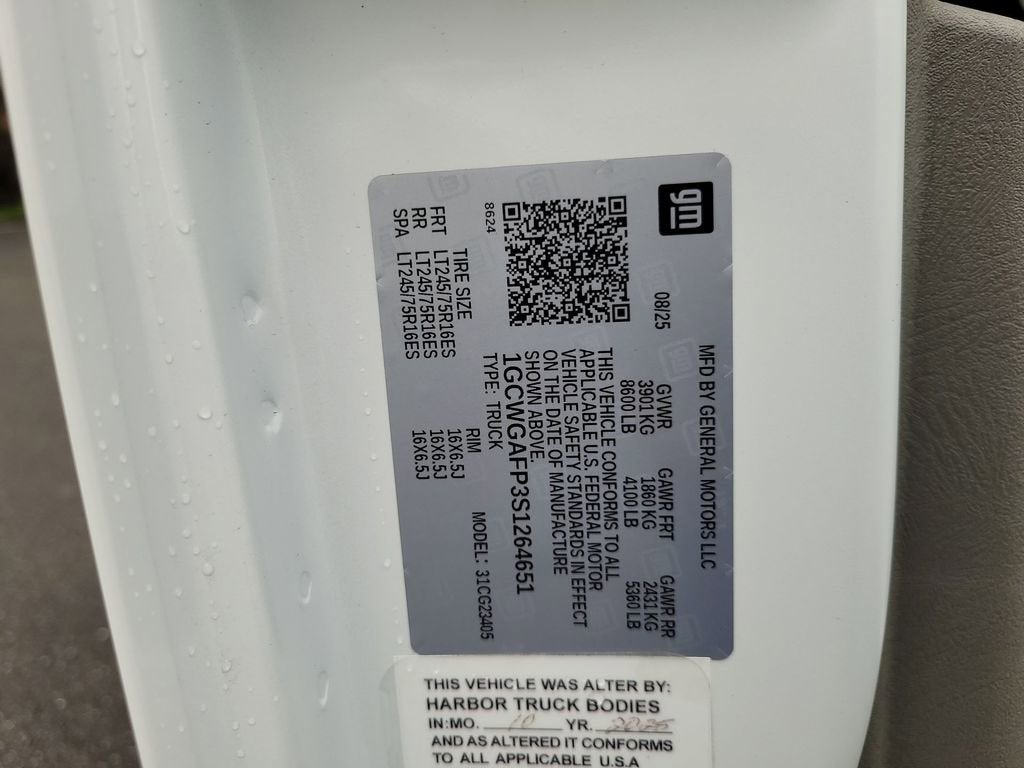 gm
MFD BY GENERAL MOTORS LLC
08/25
GVWR GAWR FRT GAWR RR
3901 KG 1860 KG 2431 KG
8600 LB 4100 LB 5360 LB
THIS VEHICLE CONFORMS TO ALL
APPLICABLE U.S. FEDERAL MOTOR
VEHICLE SAFETY STANDARDS IN EFFECT
ON THE DATE OF MANUFACTURE
SHOWN ABOVE.
1GCWGAFP3S1264651
TYPE: TRUCK
8624
MODEL: 31CG23405
TIRE SIZE RIM
FRT LT245/75R16ES 16X6.5J
RR LT245/75R16ES 16X6.5J
SPA LT245/75R16ES 16X6.5J
THIS VEHICLE WAS ALTER BY:
HARBOR TRUCK BODIES
IN:MO. 10 YR. 2025
AND AS ALTERED IT CONFORMS
TO ALL APPLICABLE U.S.A